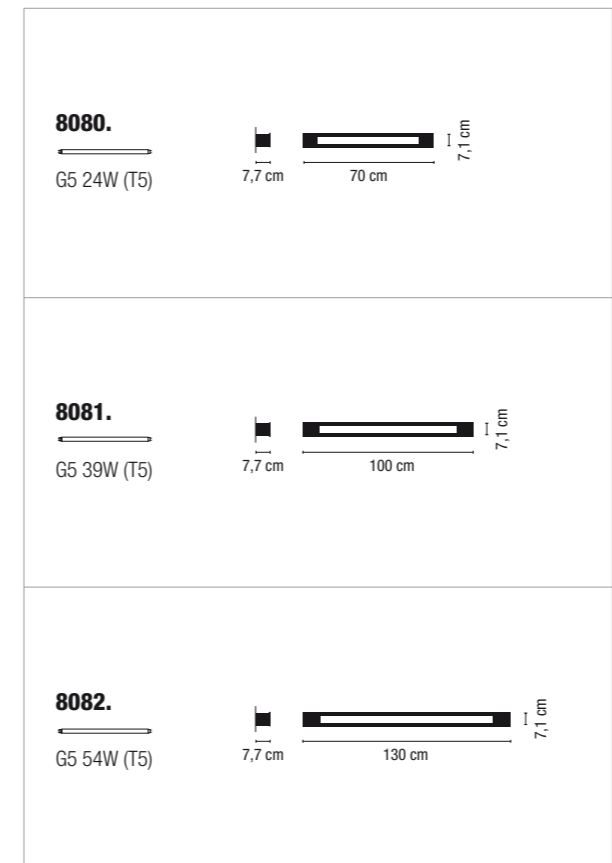 8080.
G5 24W (T5)
7,7 cm
70 cm
7,1 cm
8081.
G5 39W (T5)
7,7 cm
100 cm
7,1 cm
8082.
G5 54W (T5)
7,7 cm
130 cm
7,1 cm